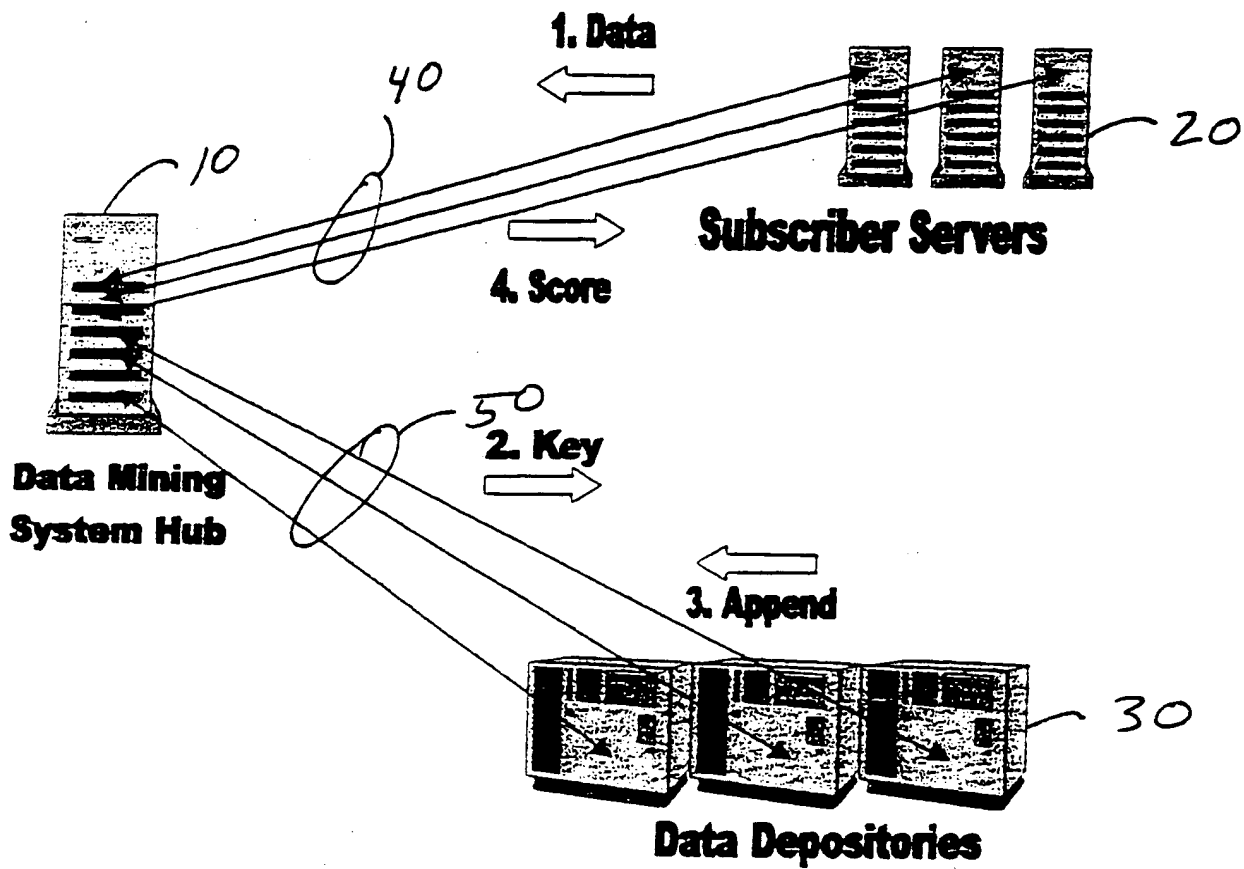 1. Data
40
20
10
Subscriber Servers
4. Score
50
2. Key
Data Mining
System Hub
3. Append
30
Data Depositories